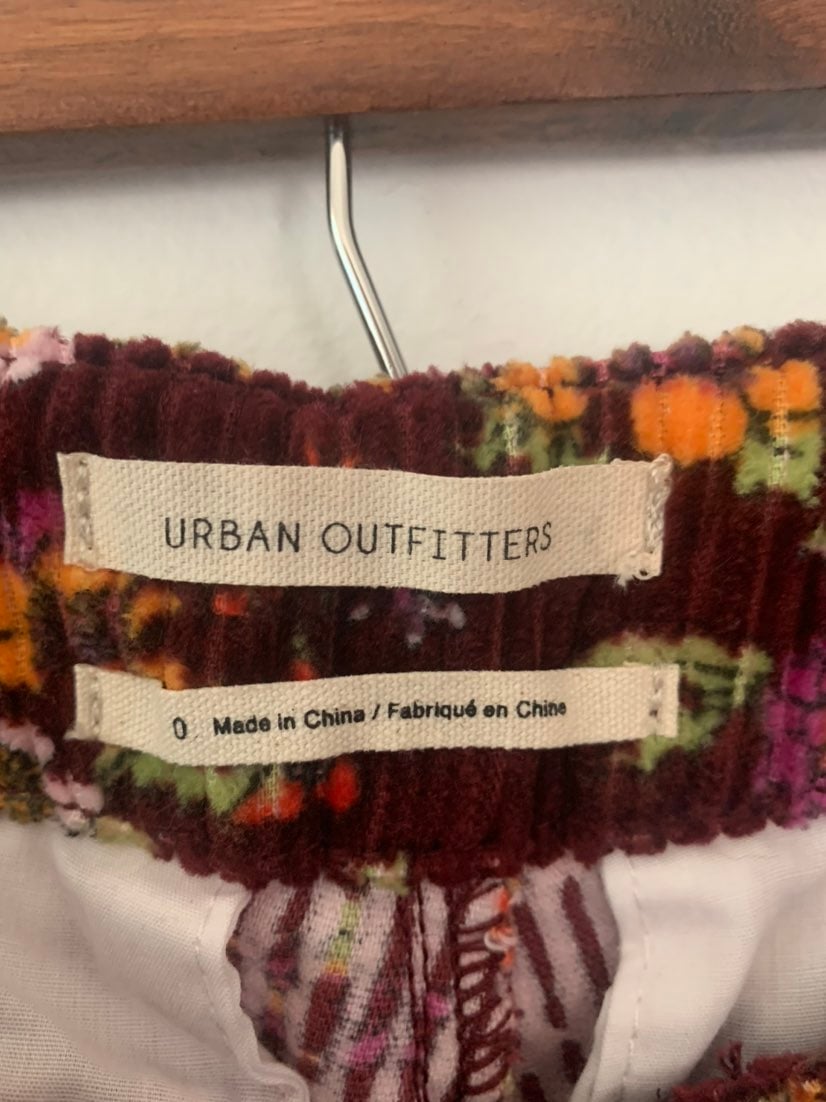 URBAN OUTFITTERS
0 Made in China / Fabriqué en Chine